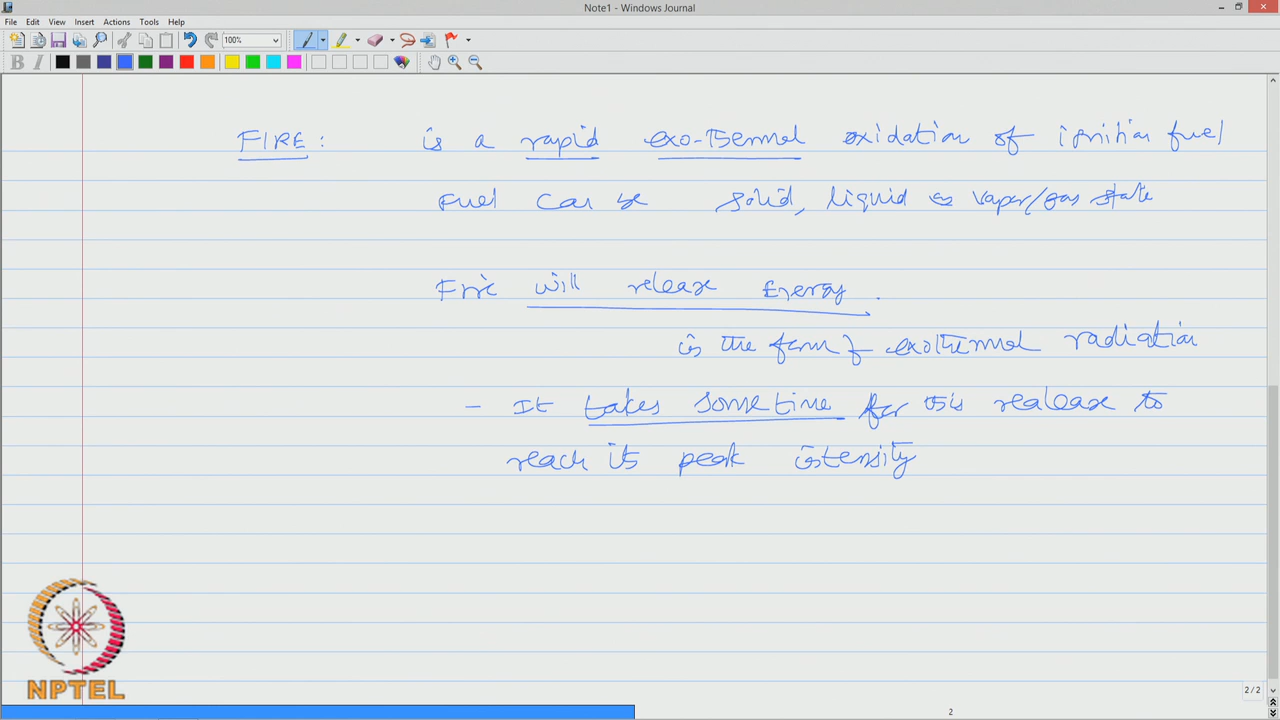 Note1 - Windows Journal
File Edit View Insert Actions Tools Help
100%
B I
FIRE : is a rapid exo-thermal oxidation of ignition fuel
Fuel can be solid, liquid or vapor/gas state
Fire will release Energy.
in the form of exothermal radiation
- It takes sometime for this realease to
reach its peak intensity
NPTEL
2 / 2
2